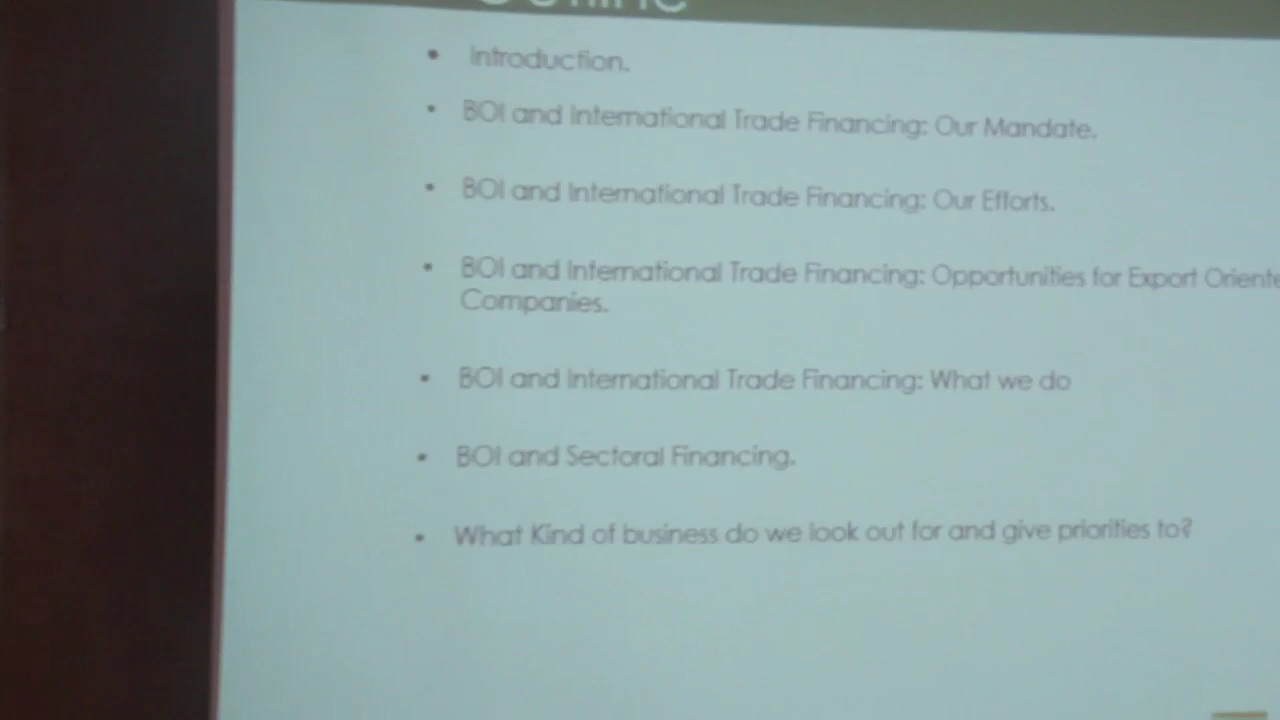 Outline
• Introduction.
• BOI and International Trade Financing: Our Mandate.
• BOI and International Trade Financing: Our Efforts.
• BOI and International Trade Financing: Opportunities for Export Oriente
Companies.
• BOI and International Trade Financing: What we do
• BOI and Sectoral Financing.
• What Kind of business do we look out for and give priorities to?